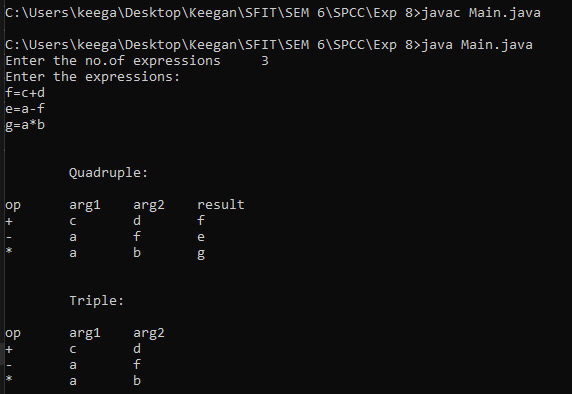 C:\Users\keega\Desktop\Keegan\SFIT\SEM 6\SPCC\Exp 8>javac Main.java
C:\Users\keega\Desktop\Keegan\SFIT\SEM 6\SPCC\Exp 8>java Main.java
Enter the no.of expressions     3
Enter the expressions:
f=c+d
e=a-f
g=a*b
Quadruple:
op      arg1    arg2    result
+       c       d       f
-       a       f       e
*       a       b       g
Triple:
op      arg1    arg2
+       c       d
-       a       f
*       a       b